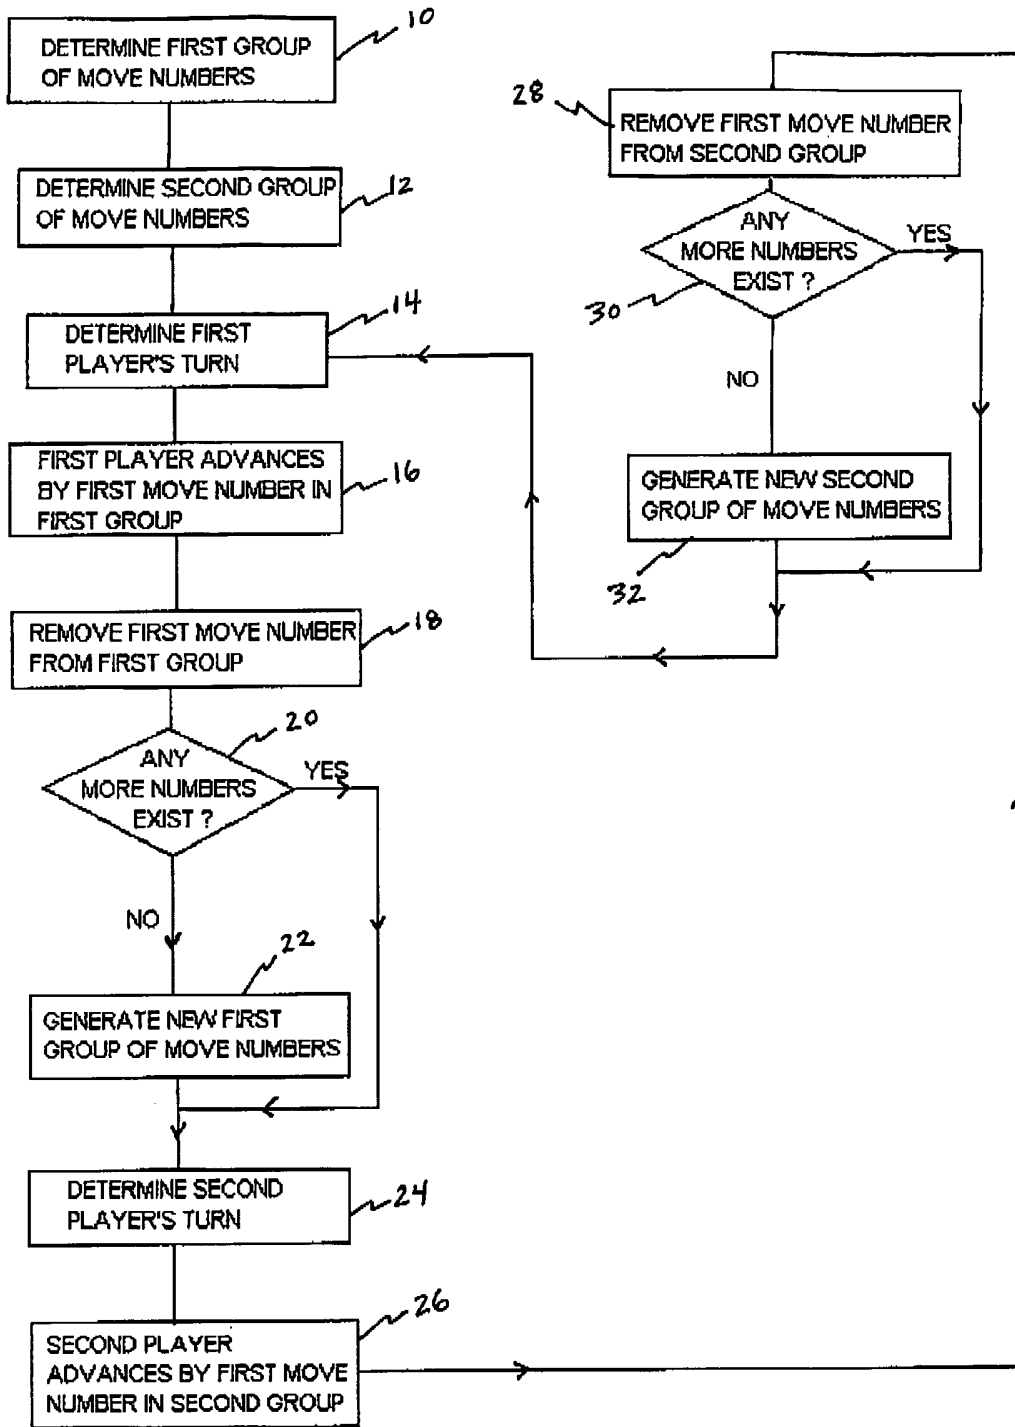 DETERMINE FIRST GROUP
OF MOVE NUMBERS
10
DETERMINE SECOND GROUP
OF MOVE NUMBERS
12
DETERMINE FIRST
PLAYER'S TURN
14
FIRST PLAYER ADVANCES
BY FIRST MOVE NUMBER IN
FIRST GROUP
16
REMOVE FIRST MOVE NUMBER
FROM FIRST GROUP
18
ANY
MORE NUMBERS
EXIST ?
20
YES
NO
22
GENERATE NEW FIRST
GROUP OF MOVE NUMBERS
DETERMINE SECOND
PLAYER'S TURN
24
SECOND PLAYER
ADVANCES BY FIRST MOVE
NUMBER IN SECOND GROUP
26
28
REMOVE FIRST MOVE NUMBER
FROM SECOND GROUP
ANY
MORE NUMBERS
EXIST ?
30
YES
NO
GENERATE NEW SECOND
GROUP OF MOVE NUMBERS
32